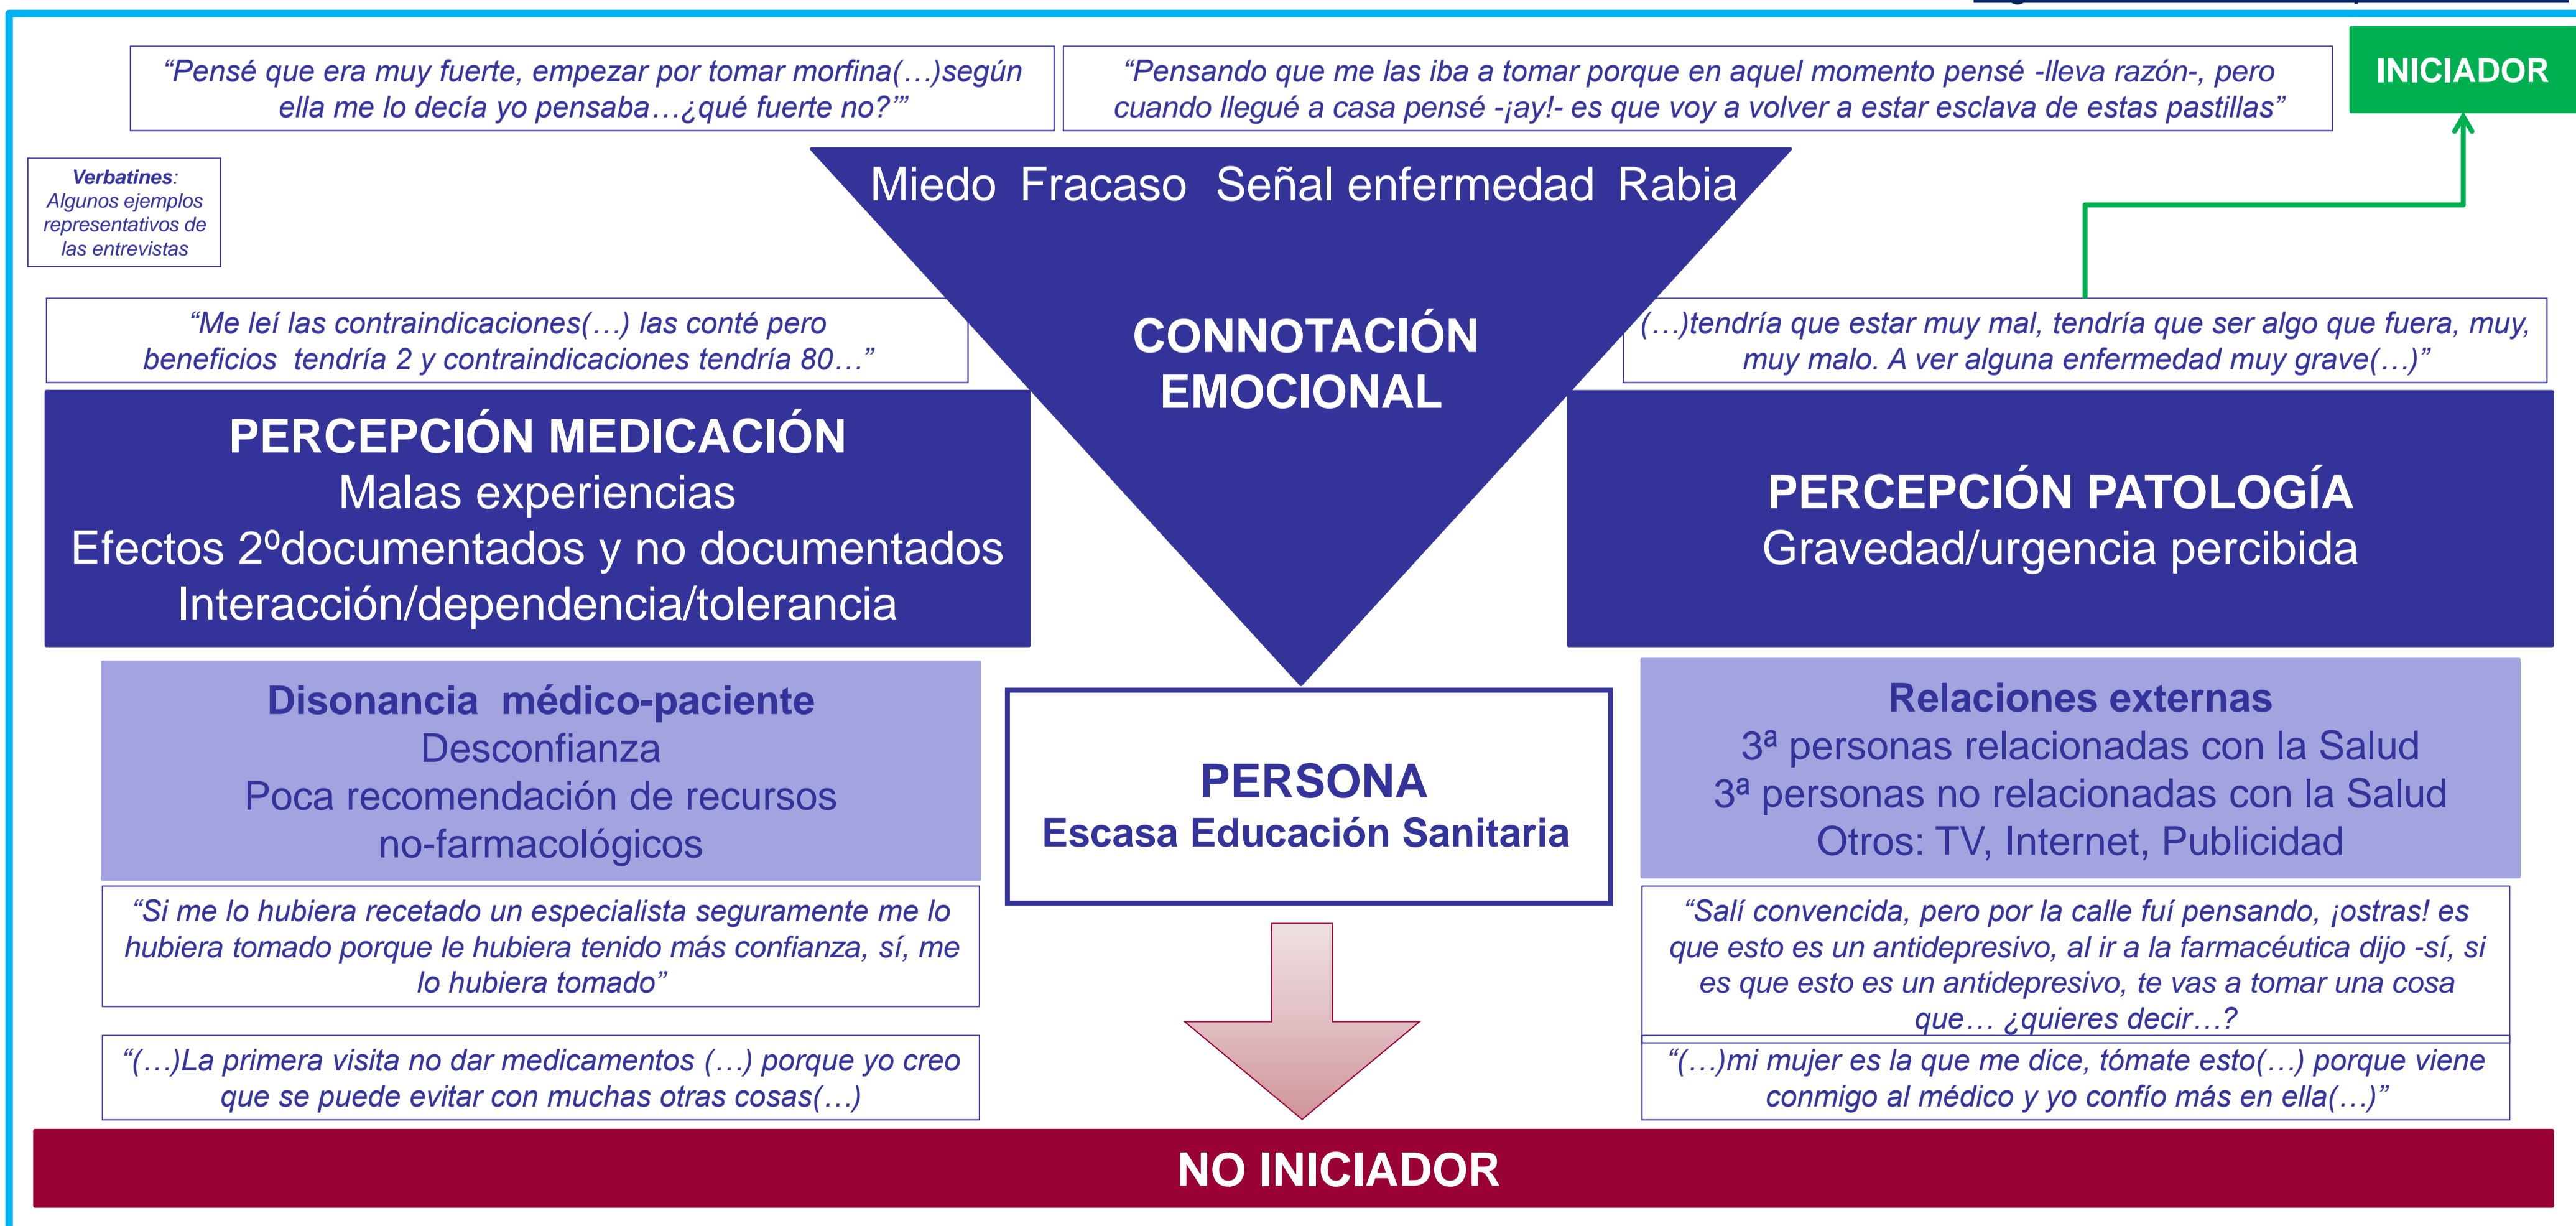 “Pensé que era muy fuerte, empezar por tomar morfina(…)según
ella me lo decía yo pensaba…¿qué fuerte no?’”
“Pensando que me las iba a tomar porque en aquel momento pensé -lleva razón-, pero
cuando llegué a casa pensé -¡ay!- es que voy a volver a estar esclava de estas pastillas”
INICIADOR
Verbatines:
Algunos ejemplos
representativos de
las entrevistas
Miedo Fracaso Señal enfermedad Rabia
CONNOTACIÓN
EMOCIONAL
“Me leí las contraindicaciones(…) las conté pero
beneficios tendría 2 y contraindicaciones tendría 80…”
(…)tendría que estar muy mal, tendría que ser algo que fuera, muy,
muy malo. A ver alguna enfermedad muy grave(…)”
PERCEPCIÓN MEDICACIÓN
Malas experiencias
Efectos 2ºdocumentados y no documentados
Interacción/dependencia/tolerancia
PERCEPCIÓN PATOLOGÍA
Gravedad/urgencia percibida
Disonancia médico-paciente
Desconfianza
Poca recomendación de recursos
no-farmacológicos
PERSONA
Escasa Educación Sanitaria
Relaciones externas
3ª personas relacionadas con la Salud
3ª personas no relacionadas con la Salud
Otros: TV, Internet, Publicidad
“Si me lo hubiera recetado un especialista seguramente me lo
hubiera tomado porque le hubiera tenido más confianza, sí, me
lo hubiera tomado”
“(…)La primera visita no dar medicamentos (…) porque yo creo
que se puede evitar con muchas otras cosas(…)
“Salí convencida, pero por la calle fuí pensando, ¡ostras! es
que esto es un antidepresivo, al ir a la farmacéutica dijo -sí, si
es que esto es un antidepresivo, te vas a tomar una cosa
que… ¿quieres decir…?
“(…)mi mujer es la que me dice, tómate esto(…) porque viene
conmigo al médico y yo confío más en ella(…)”
NO INICIADOR